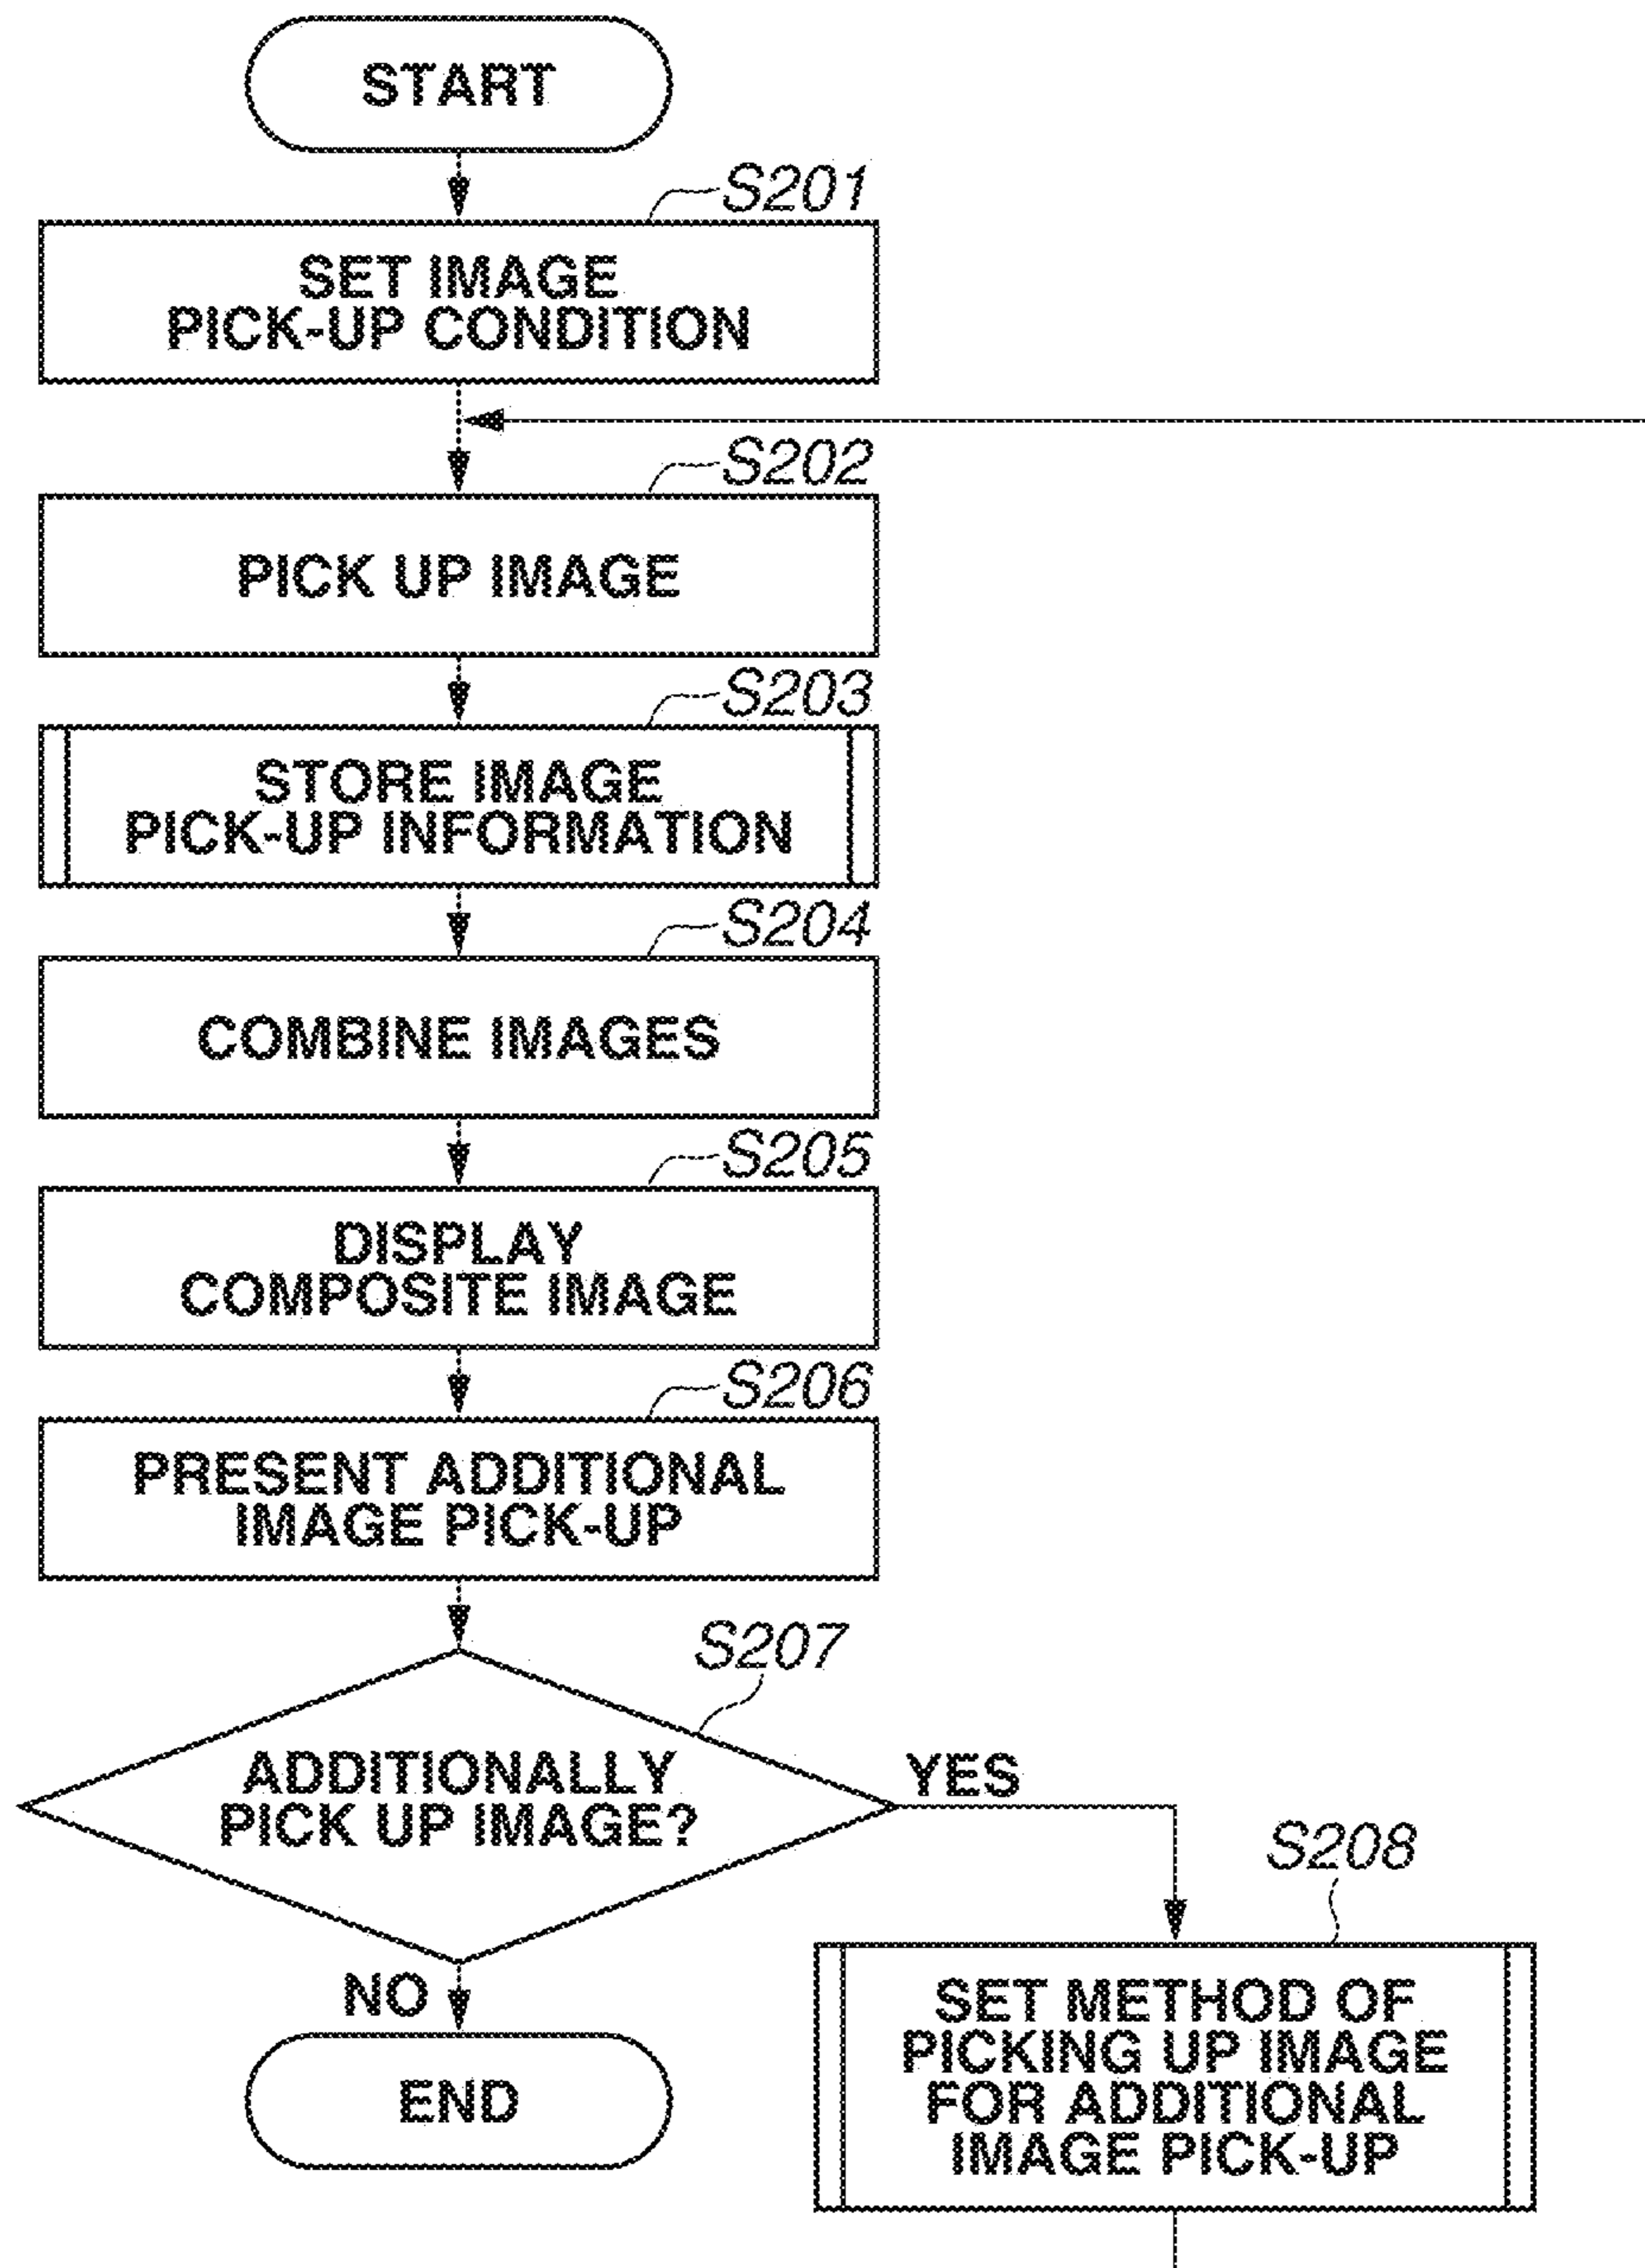 START
S201
SET IMAGE
PICK-UP CONDITION
S202
PICK UP IMAGE
S203
STORE IMAGE
PICK-UP INFORMATION
S204
COMBINE IMAGES
S205
DISPLAY
COMPOSITE IMAGE
S206
PRESENT ADDITIONAL
IMAGE PICK-UP
S207
ADDITIONALLY
PICK UP IMAGE?
YES
S208
NO
SET METHOD OF
PICKING UP IMAGE
FOR ADDITIONAL
IMAGE PICK-UP
END